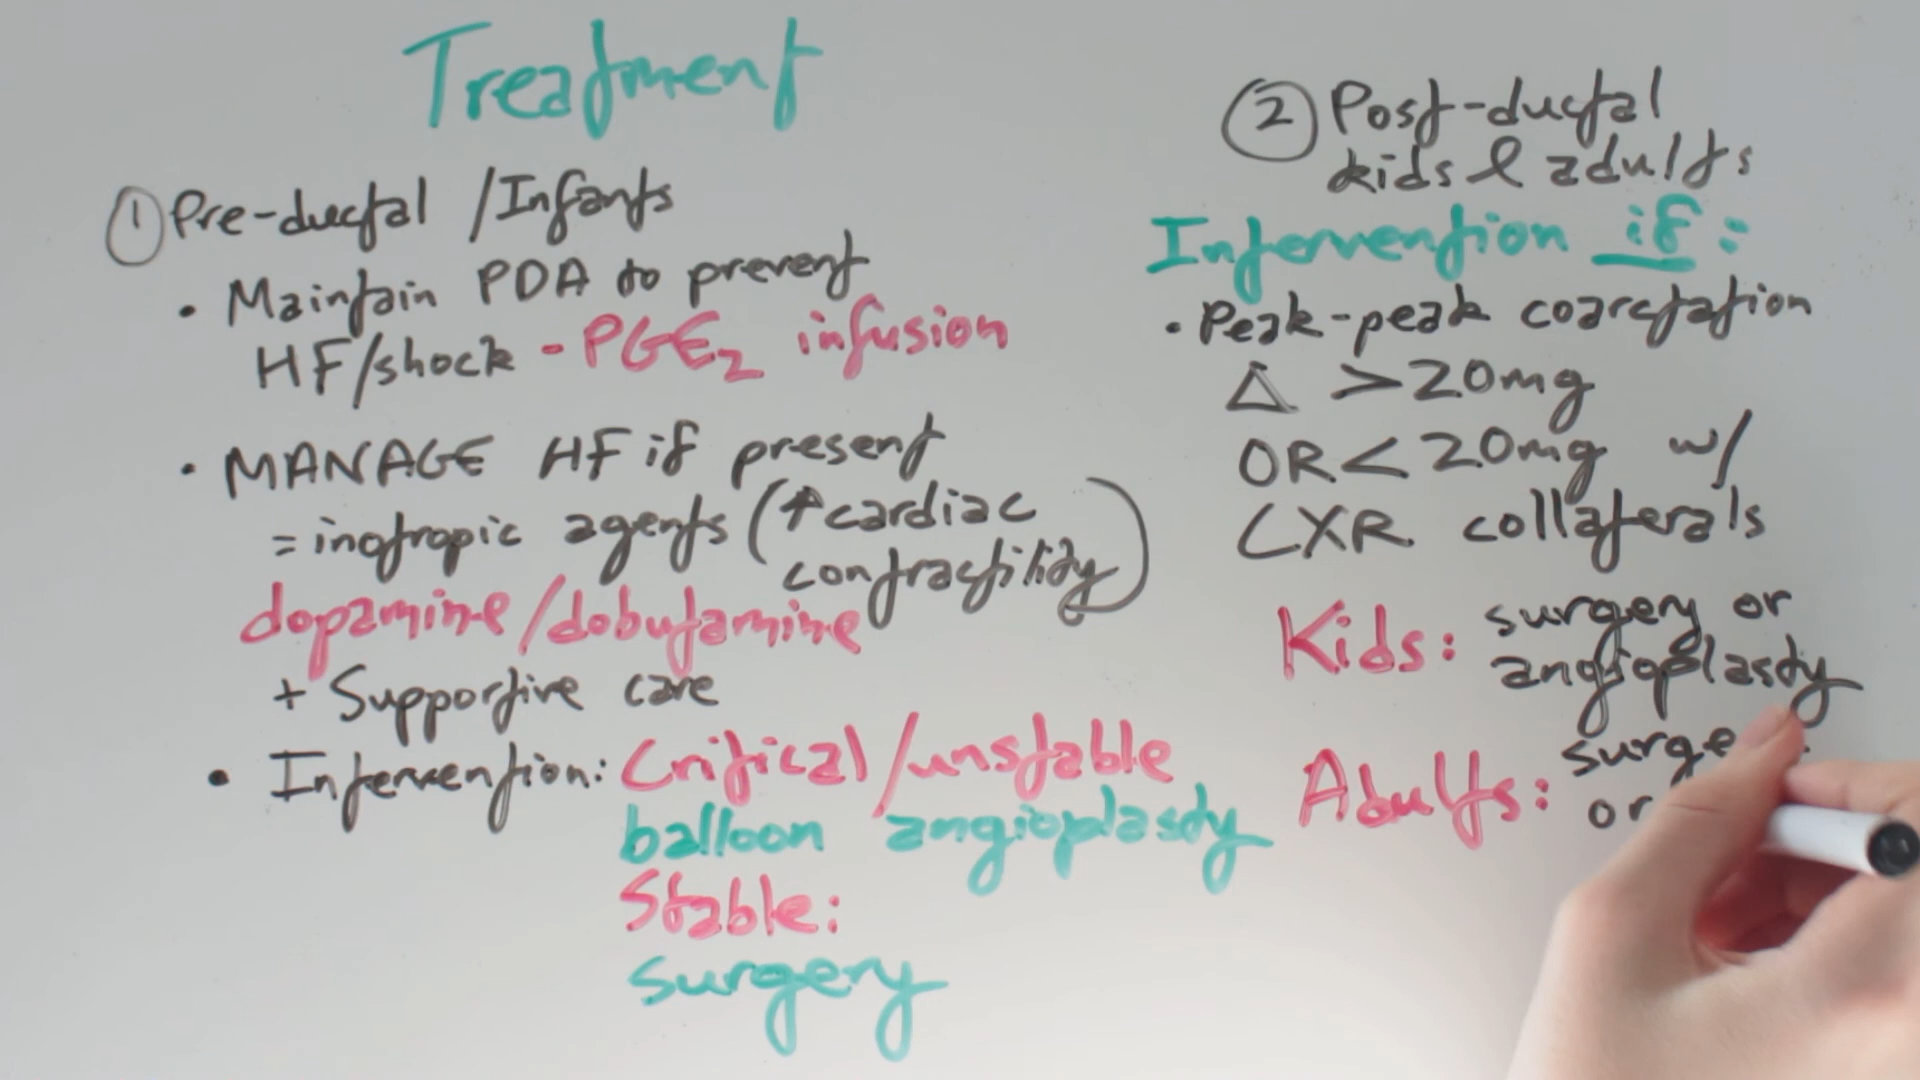 Treatment
① Pre-ductal / Infants
• Maintain PDA to prevent
HF/shock - PGE₂ infusion
• MANAGE HF if present
= inotropic agents (↑cardiac
contractility)
dopamine/dobutamine
+ Supportive care
• Intervention: Critical/unstable
balloon angioplasty
Stable:
surgery
② Post-ductal
kids & adults
Intervention if:
• Peak-peak coarctation
Δ >20mg
OR < 20mg w/
CXR collaterals
Kids: surgery or
angioplasty
Adults:
or